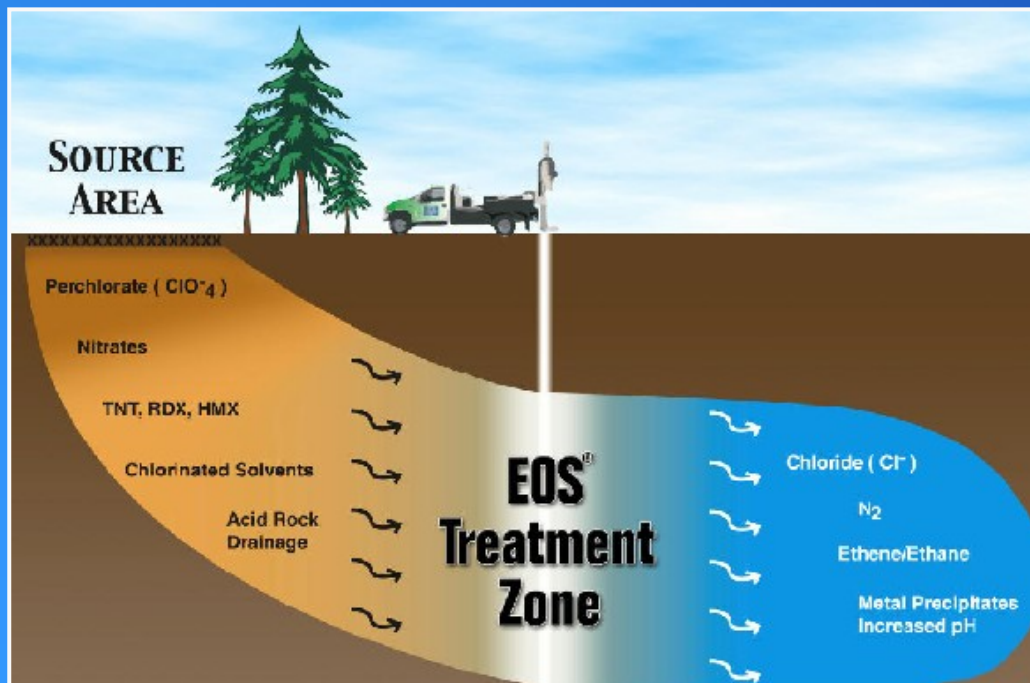 SOURCE
AREA
xxxxxxxxxxxxxxxxxx
Perchlorate ( ClO⁻₄ )
Nitrates
TNT, RDX, HMX
Chlorinated Solvents
Acid Rock
Drainage
EOS®
Treatment
Zone
Chloride ( Cl⁻ )
N₂
Ethene/Ethane
Metal Precipitates
Increased pH